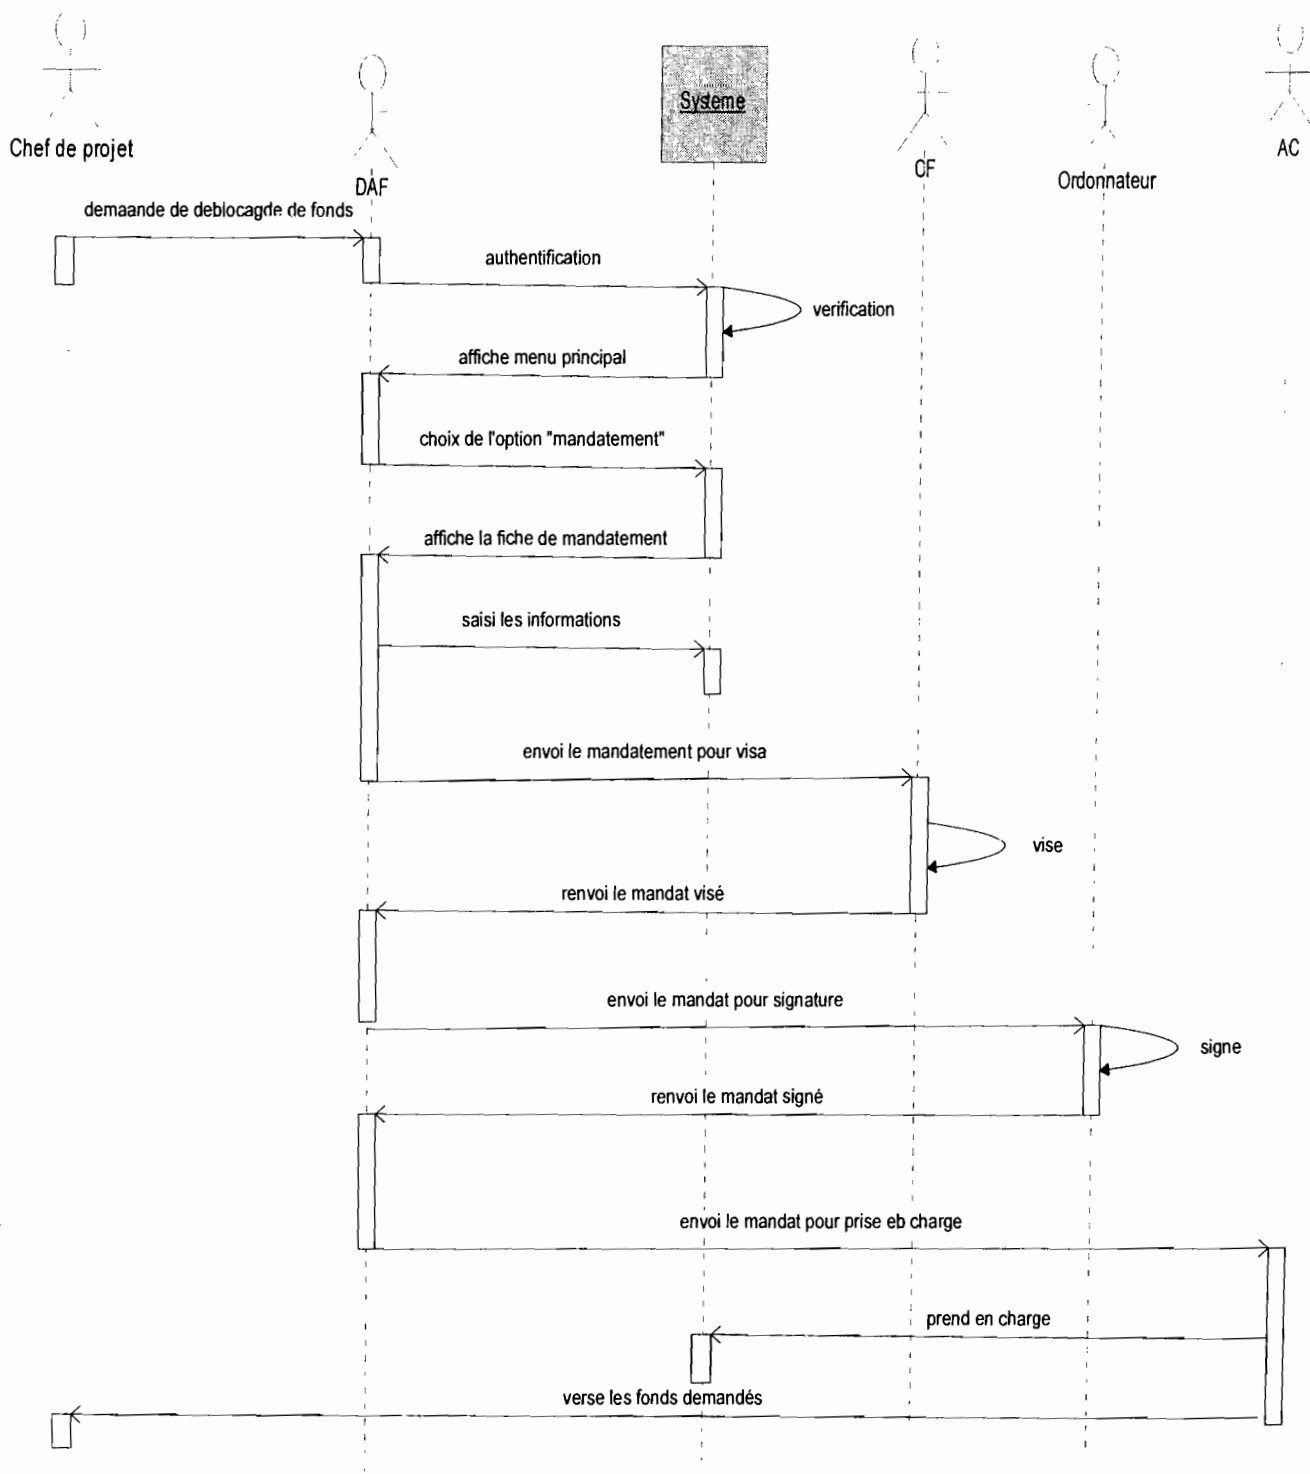 Systeme
Chef de projet
AC
DAF
CF
Ordonnateur
demaande de deblocagde de fonds
authentification
verification
affiche menu principal
choix de l'option "mandatement"
affiche la fiche de mandatement
saisi les informations
envoi le mandatement pour visa
vise
renvoi le mandat visé
envoi le mandat pour signature
signe
renvoi le mandat signé
envoi le mandat pour prise eb charge
prend en charge
verse les fonds demandés